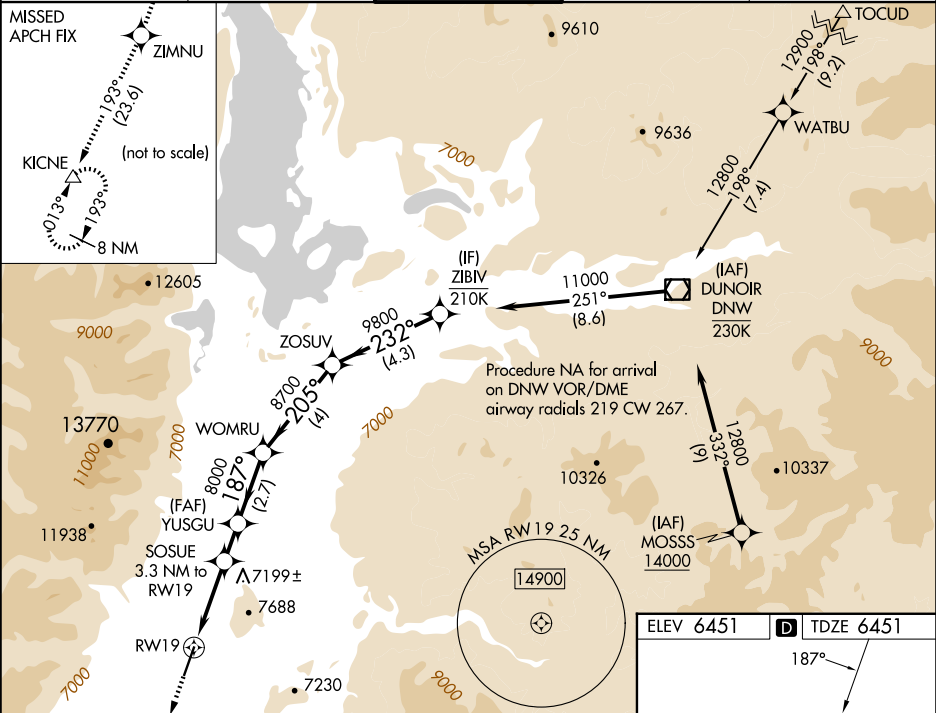 MISSED
APCH FIX
ZIMNU
193°
(23.6)
KICNE
(not to scale)
013°
193°
8 NM
9610
TOCUD
12900
198°
(9.2)
WATBU
9636
7000
12800
198°
(7.4)
12605
(IF)
ZIBIV
210K
11000
251°
(8.6)
(IAF)
DUNOIR
DNW
230K
9000
ZOSUV
9800
232°
(4.3)
9000
Procedure NA for arrival
on DNW VOR/DME
airway radials 219 CW 267.
8700
205°
(4)
7000
13770
11000
7000
WOMRU
12800
332°
(9)
8000
187°
(2.7)
10326
10337
(FAF)
YUSGU
11938
(IAF)
MOSSS
14000
SOSUE
3.3 NM to
RW19
7199±
7688
MSA RW19 25 NM
14900
RW19
7230
7000
9000
ELEV 6451
D
TDZE 6451
187°